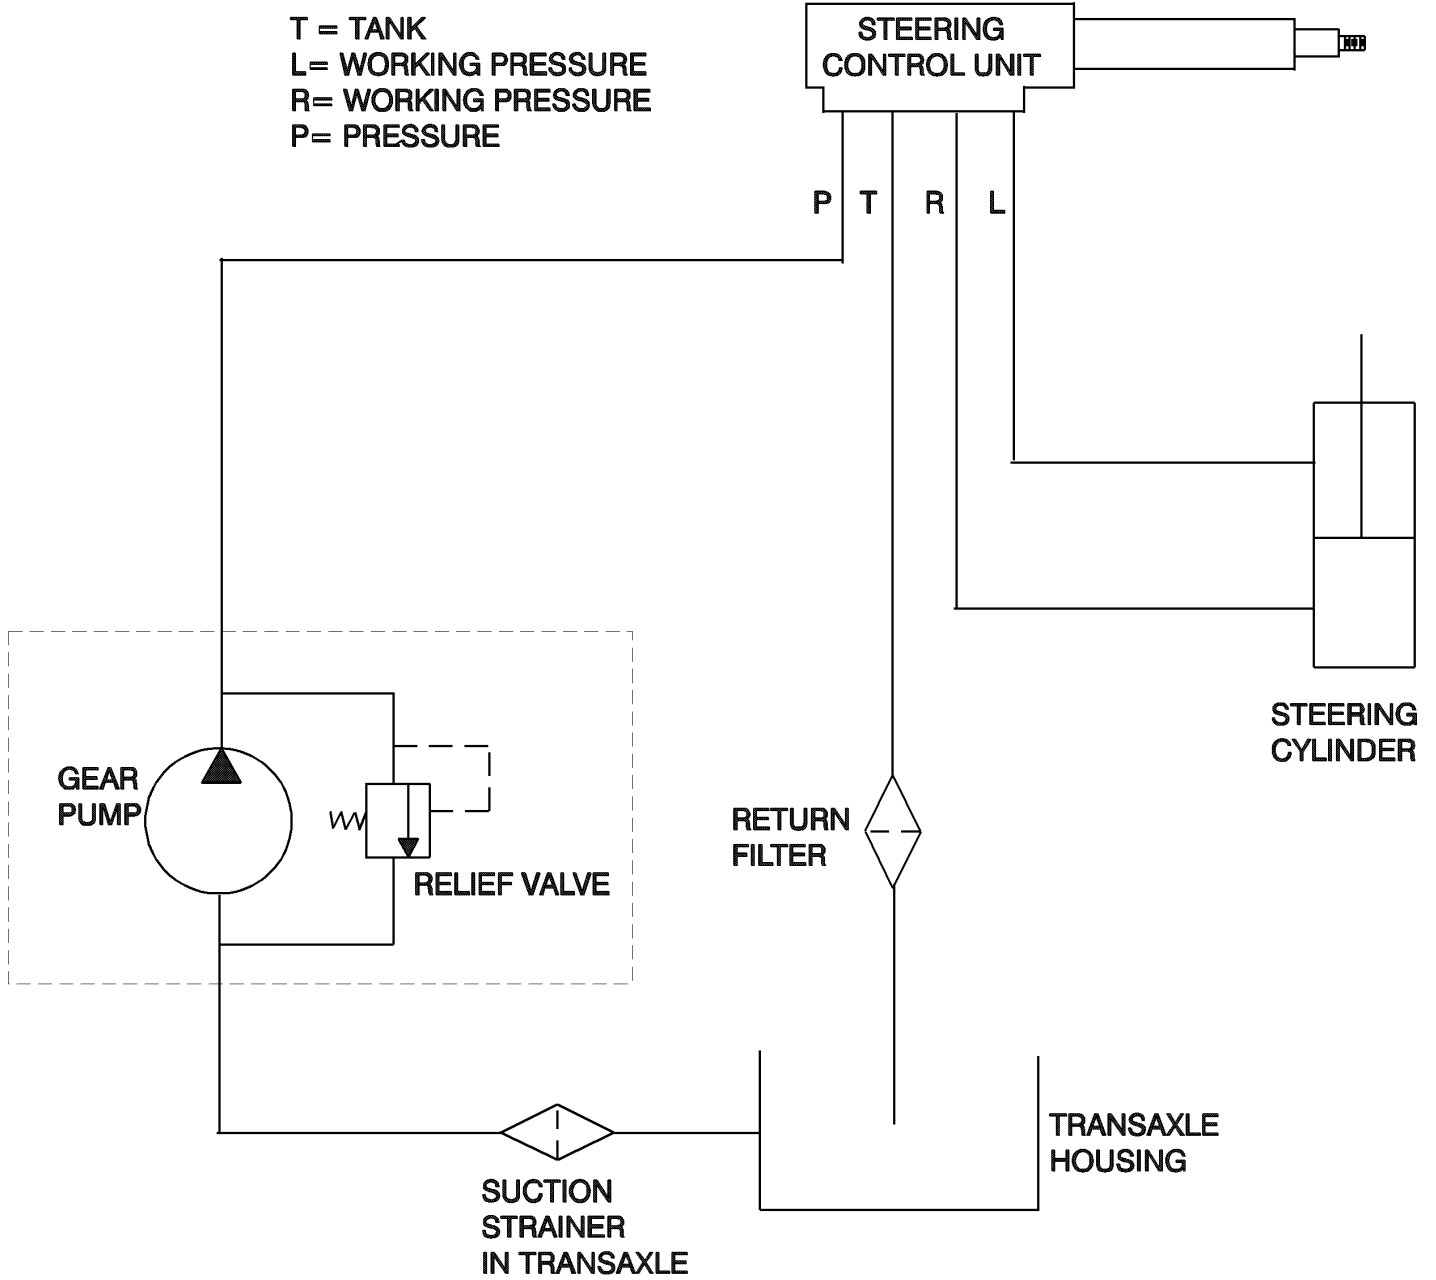 T = TANK
L= WORKING PRESSURE
R= WORKING PRESSURE
P= PRESSURE
STEERING
CONTROL UNIT
P T R L
STEERING
CYLINDER
GEAR
PUMP
RELIEF VALVE
RETURN
FILTER
TRANSAXLE
HOUSING
SUCTION
STRAINER
IN TRANSAXLE